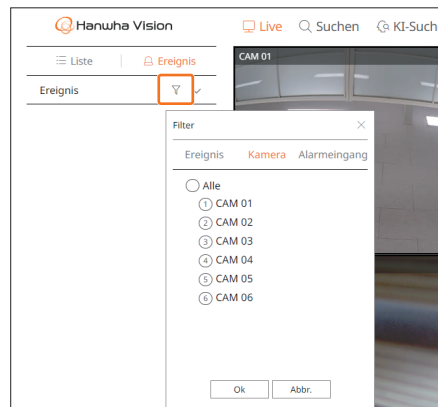 Hanwha Vision
Live Suchen KI-Such
Liste Ereignis
CAM 01
Ereignis
Filter
Ereignis Kamera Alarmeingang
Alle
1 CAM 01
2 CAM 02
3 CAM 03
4 CAM 04
5 CAM 05
6 CAM 06
Ok Abbr.